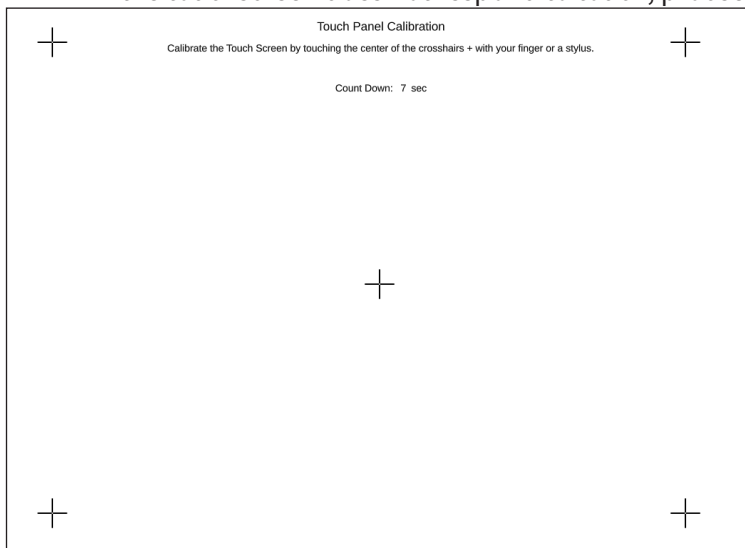 Touch Panel Calibration
Calibrate the Touch Screen by touching the center of the crosshairs + with your finger or a stylus.
Count Down: 7 sec